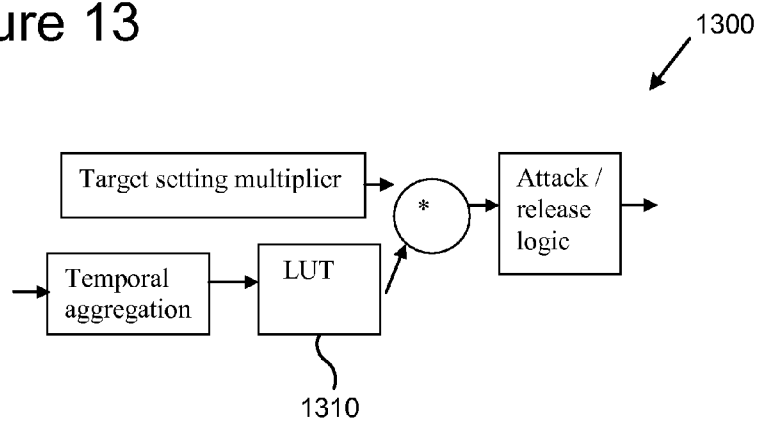 ure 13
1300
Target setting multiplier
*
Attack /
release
logic
Temporal
aggregation
LUT
1310